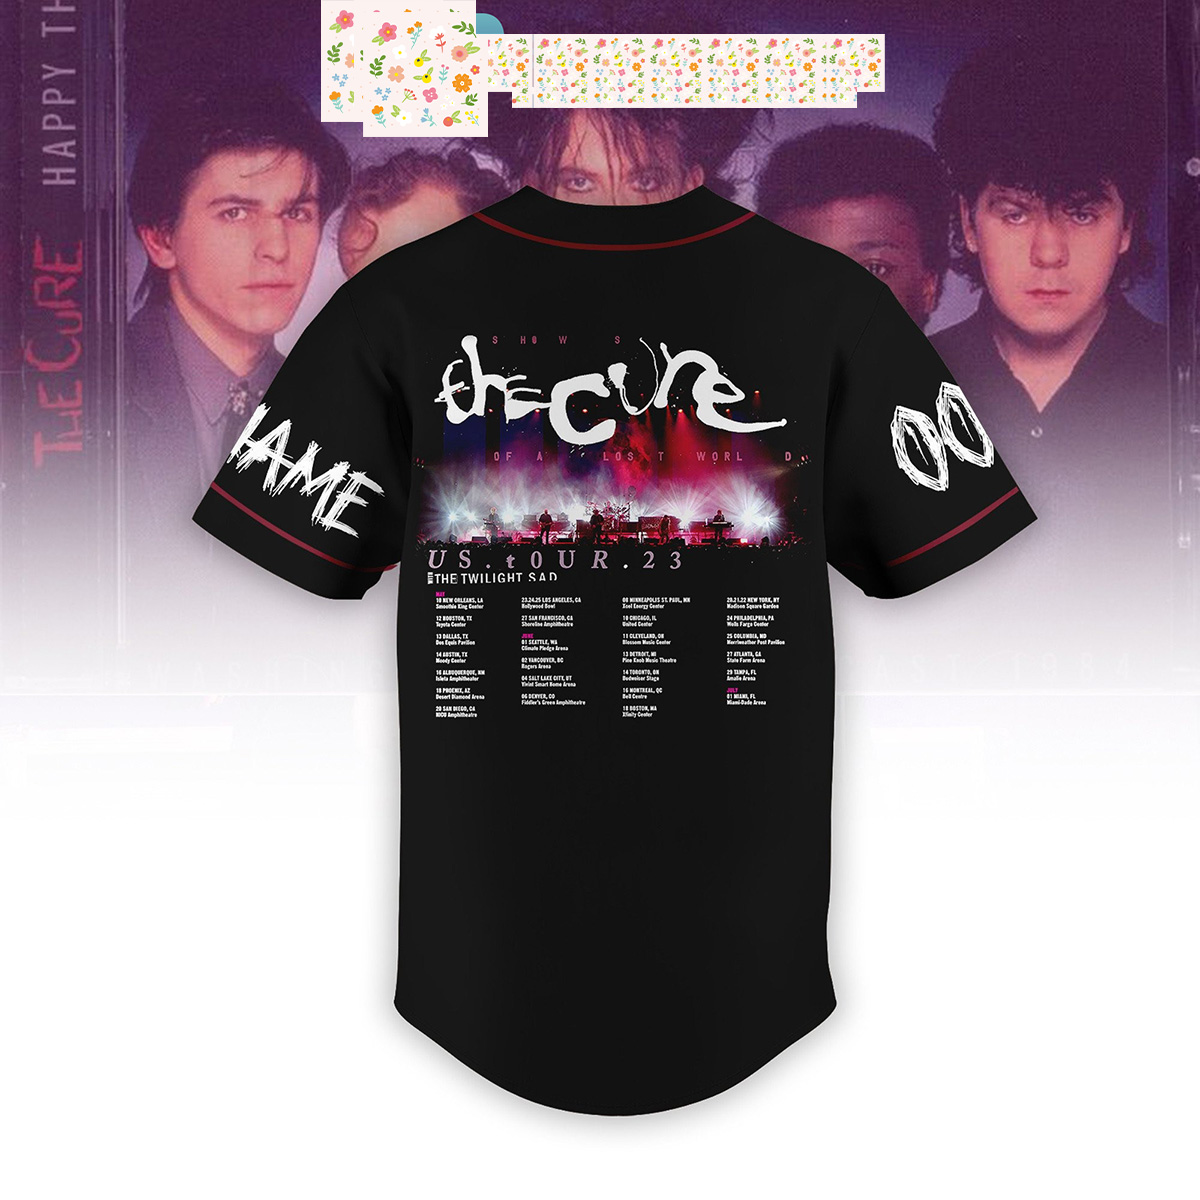 HAPPY TH
THE CURE
SHOWS
the CURE
OF A LOST WORLD
US.tOUR.23
WITH THE TWILIGHT SAD
NAME
00
MAY
10 NEW ORLEANS, LA
Smoothie King Center
12 HOUSTON, TX
Toyota Center
13 DALLAS, TX
Dos Equis Pavilion
14 AUSTIN, TX
Moody Center
16 ALBUQUERQUE, NM
Isleta Amphitheater
18 PHOENIX, AZ
Desert Diamond Arena
20 SAN DIEGO, CA
NICU Amphitheatre
23.24.25 LOS ANGELES, CA
Hollywood Bowl
27 SAN FRANCISCO, CA
Shoreline Amphitheatre
JUNE
01 SEATTLE, WA
Climate Pledge Arena
02 VANCOUVER, BC
Rogers Arena
04 SALT LAKE CITY, UT
Vivint Smart Home Arena
06 DENVER, CO
Fiddler's Green Amphitheatre
08 MINNEAPOLIS ST. PAUL, MN
Xcel Energy Center
10 CHICAGO, IL
United Center
11 CLEVELAND, OH
Blossom Music Center
13 DETROIT, MI
Pine Knob Music Theatre
14 TORONTO, ON
Budweiser Stage
16 MONTREAL, QC
Bell Centre
18 BOSTON, MA
Xfinity Center
20.21.22 NEW YORK, NY
Madison Square Garden
24 PHILADELPHIA, PA
Wells Fargo Center
25 COLUMBIA, MD
Merriweather Post Pavilion
27 ATLANTA, GA
State Farm Arena
29 TAMPA, FL
Amalie Arena
JULY
01 MIAMI, FL
Miami-Dade Arena